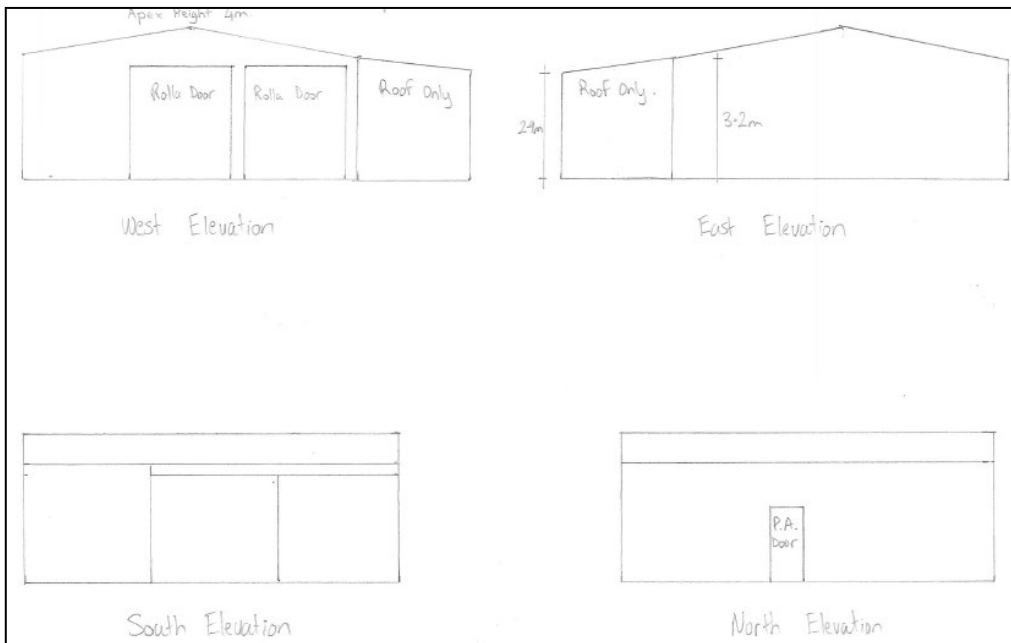 Apex Height 4m.
Rolla Door
Rolla Door
Roof Only
West Elevation
Roof Only.
2.9m
3.2m
East Elevation
South Elevation
P.A.
Door
North Elevation